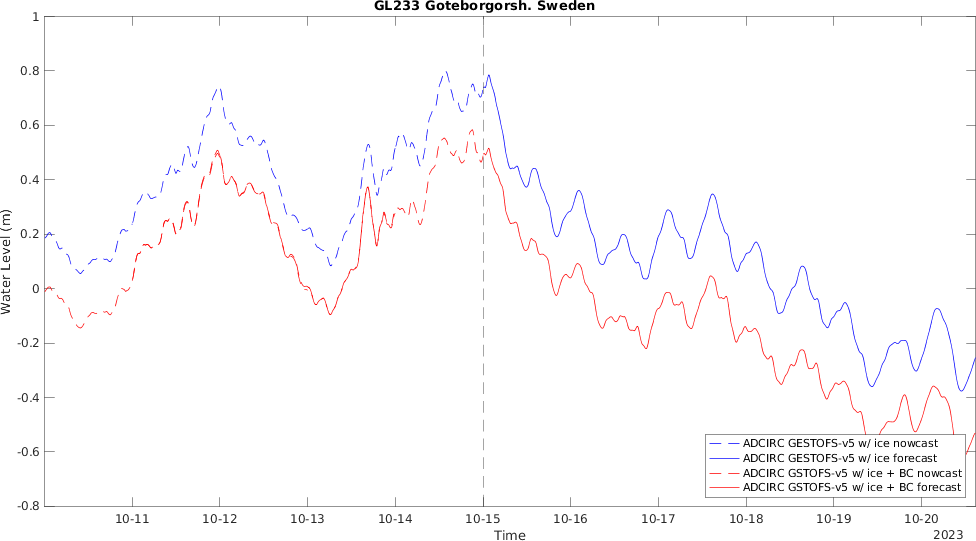 GL233 Goteborgorsh. Sweden
1
0.8
0.6
0.4
0.2
0
-0.2
-0.4
-0.6
-0.8
Water Level (m)
10-11 10-12 10-13 10-14 10-15 10-16 10-17 10-18 10-19 10-20
Time
2023
ADCIRC GESTOFS-v5 w/ ice nowcast
ADCIRC GESTOFS-v5 w/ ice forecast
ADCIRC GSTOFS-v5 w/ ice + BC nowcast
ADCIRC GSTOFS-v5 w/ ice + BC forecast